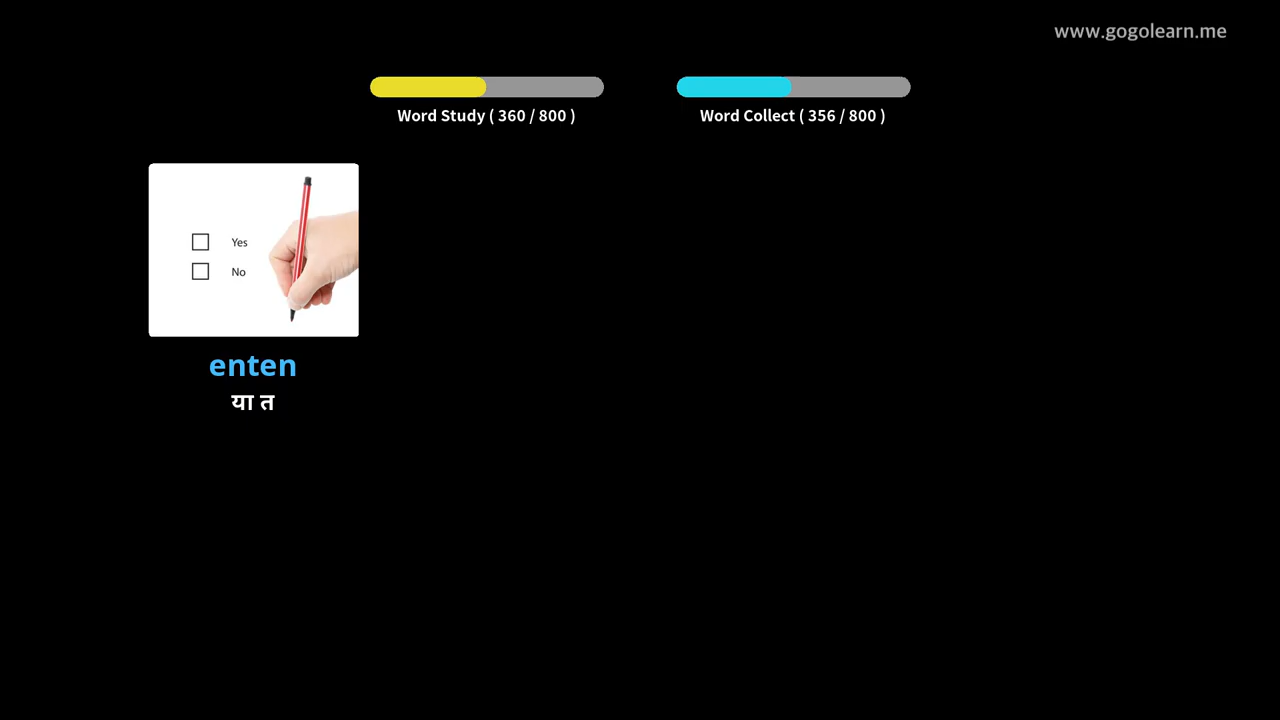 www.gogolearn.me
Word Study ( 360 / 800 )
Word Collect ( 356 / 800 )
Yes
No
enten
या त